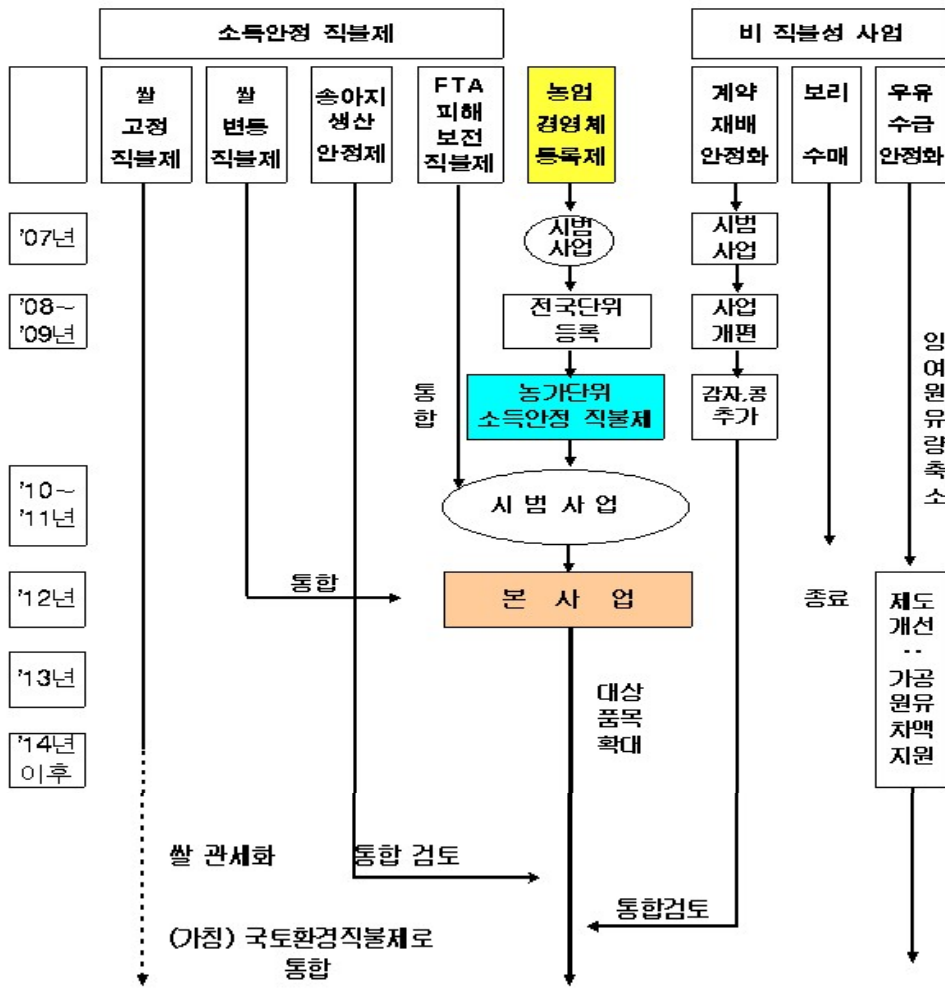 소득안정 직불제
비 직불성 사업
쌀
고정
직불제
쌀
변동
직불제
송아지
생산
안정제
FTA
피해
보전
직불제
농업
경영체
등록제
계약
재배
안정화
보리
수매
우유
수급
안정화
'07년
시범
사업
시범
사업
'08~
'09년
전국단위
등록
사업
개편
통
합
농가단위
소득안정 직불제
감자,콩
추가
잉
여
원
유
량
축
소
'10~
'11년
시 범 사 업
'12년
통합
본 사 업
종료
제도
개선
:
가공
원유
차액
지원
'13년
대상
품목
확대
'14년
이후
쌀 관세화
통합 검토
통합검토
(가칭) 국토환경직불제로
통합